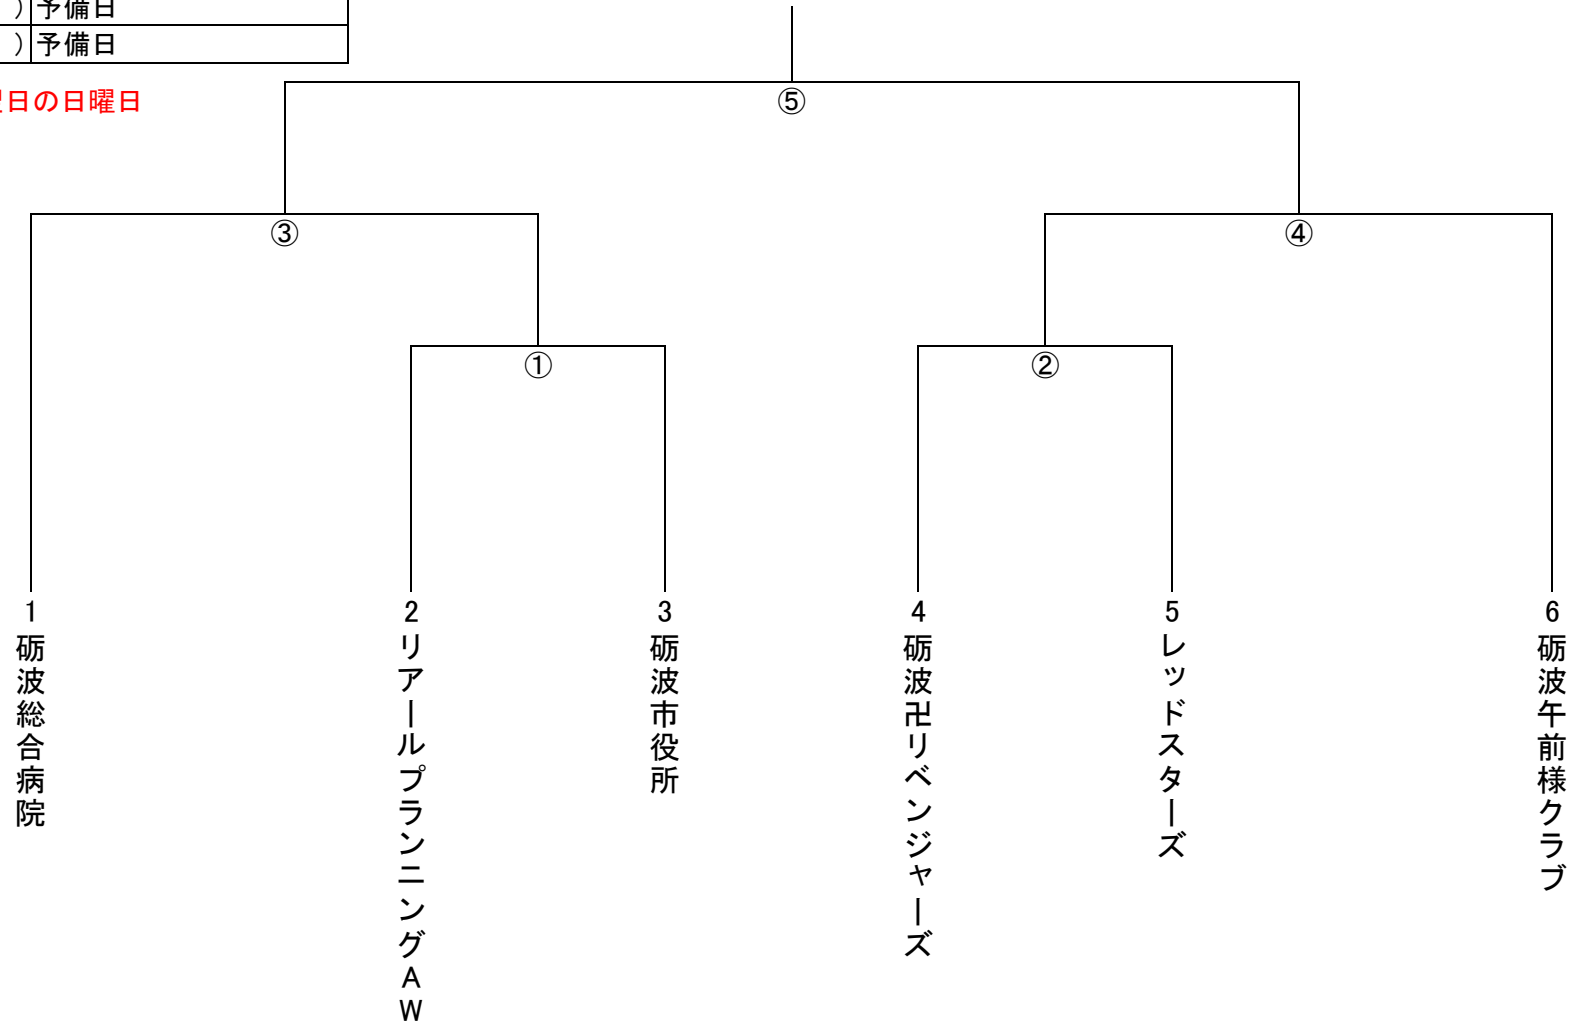 )予備日
)予備日
翌日の日曜日
⑤
③
④
①
②
1 砺波総合病院
2 リアールプランニングAW
3 砺波市役所
4 砺波卍リベンジャーズ
5 レッドスターズ
6 砺波午前様クラブ